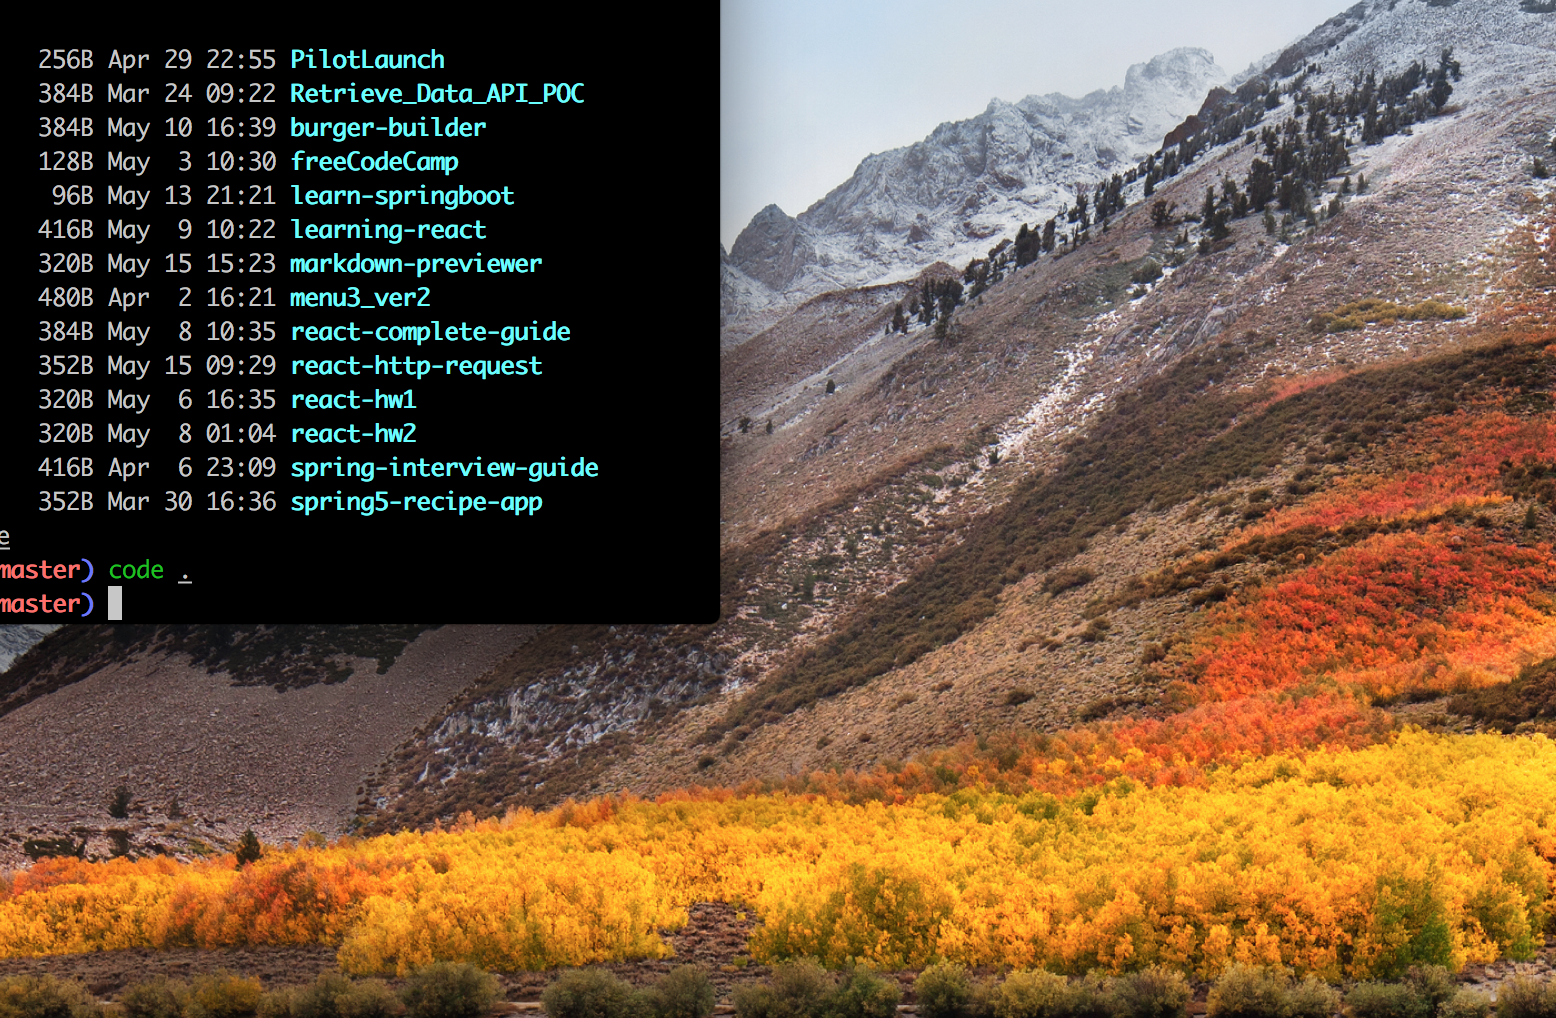 256B Apr 29 22:55 PilotLaunch
384B Mar 24 09:22 Retrieve_Data_API_POC
384B May 10 16:39 burger-builder
128B May 3 10:30 freeCodeCamp
96B May 13 21:21 learn-springboot
416B May 9 10:22 learning-react
320B May 15 15:23 markdown-previewer
480B Apr 2 16:21 menu3_ver2
384B May 8 10:35 react-complete-guide
352B May 15 09:29 react-http-request
320B May 6 16:35 react-hw1
320B May 8 01:04 react-hw2
416B Apr 6 23:09 spring-interview-guide
352B Mar 30 16:36 spring5-recipe-app
e
master) code .
master)